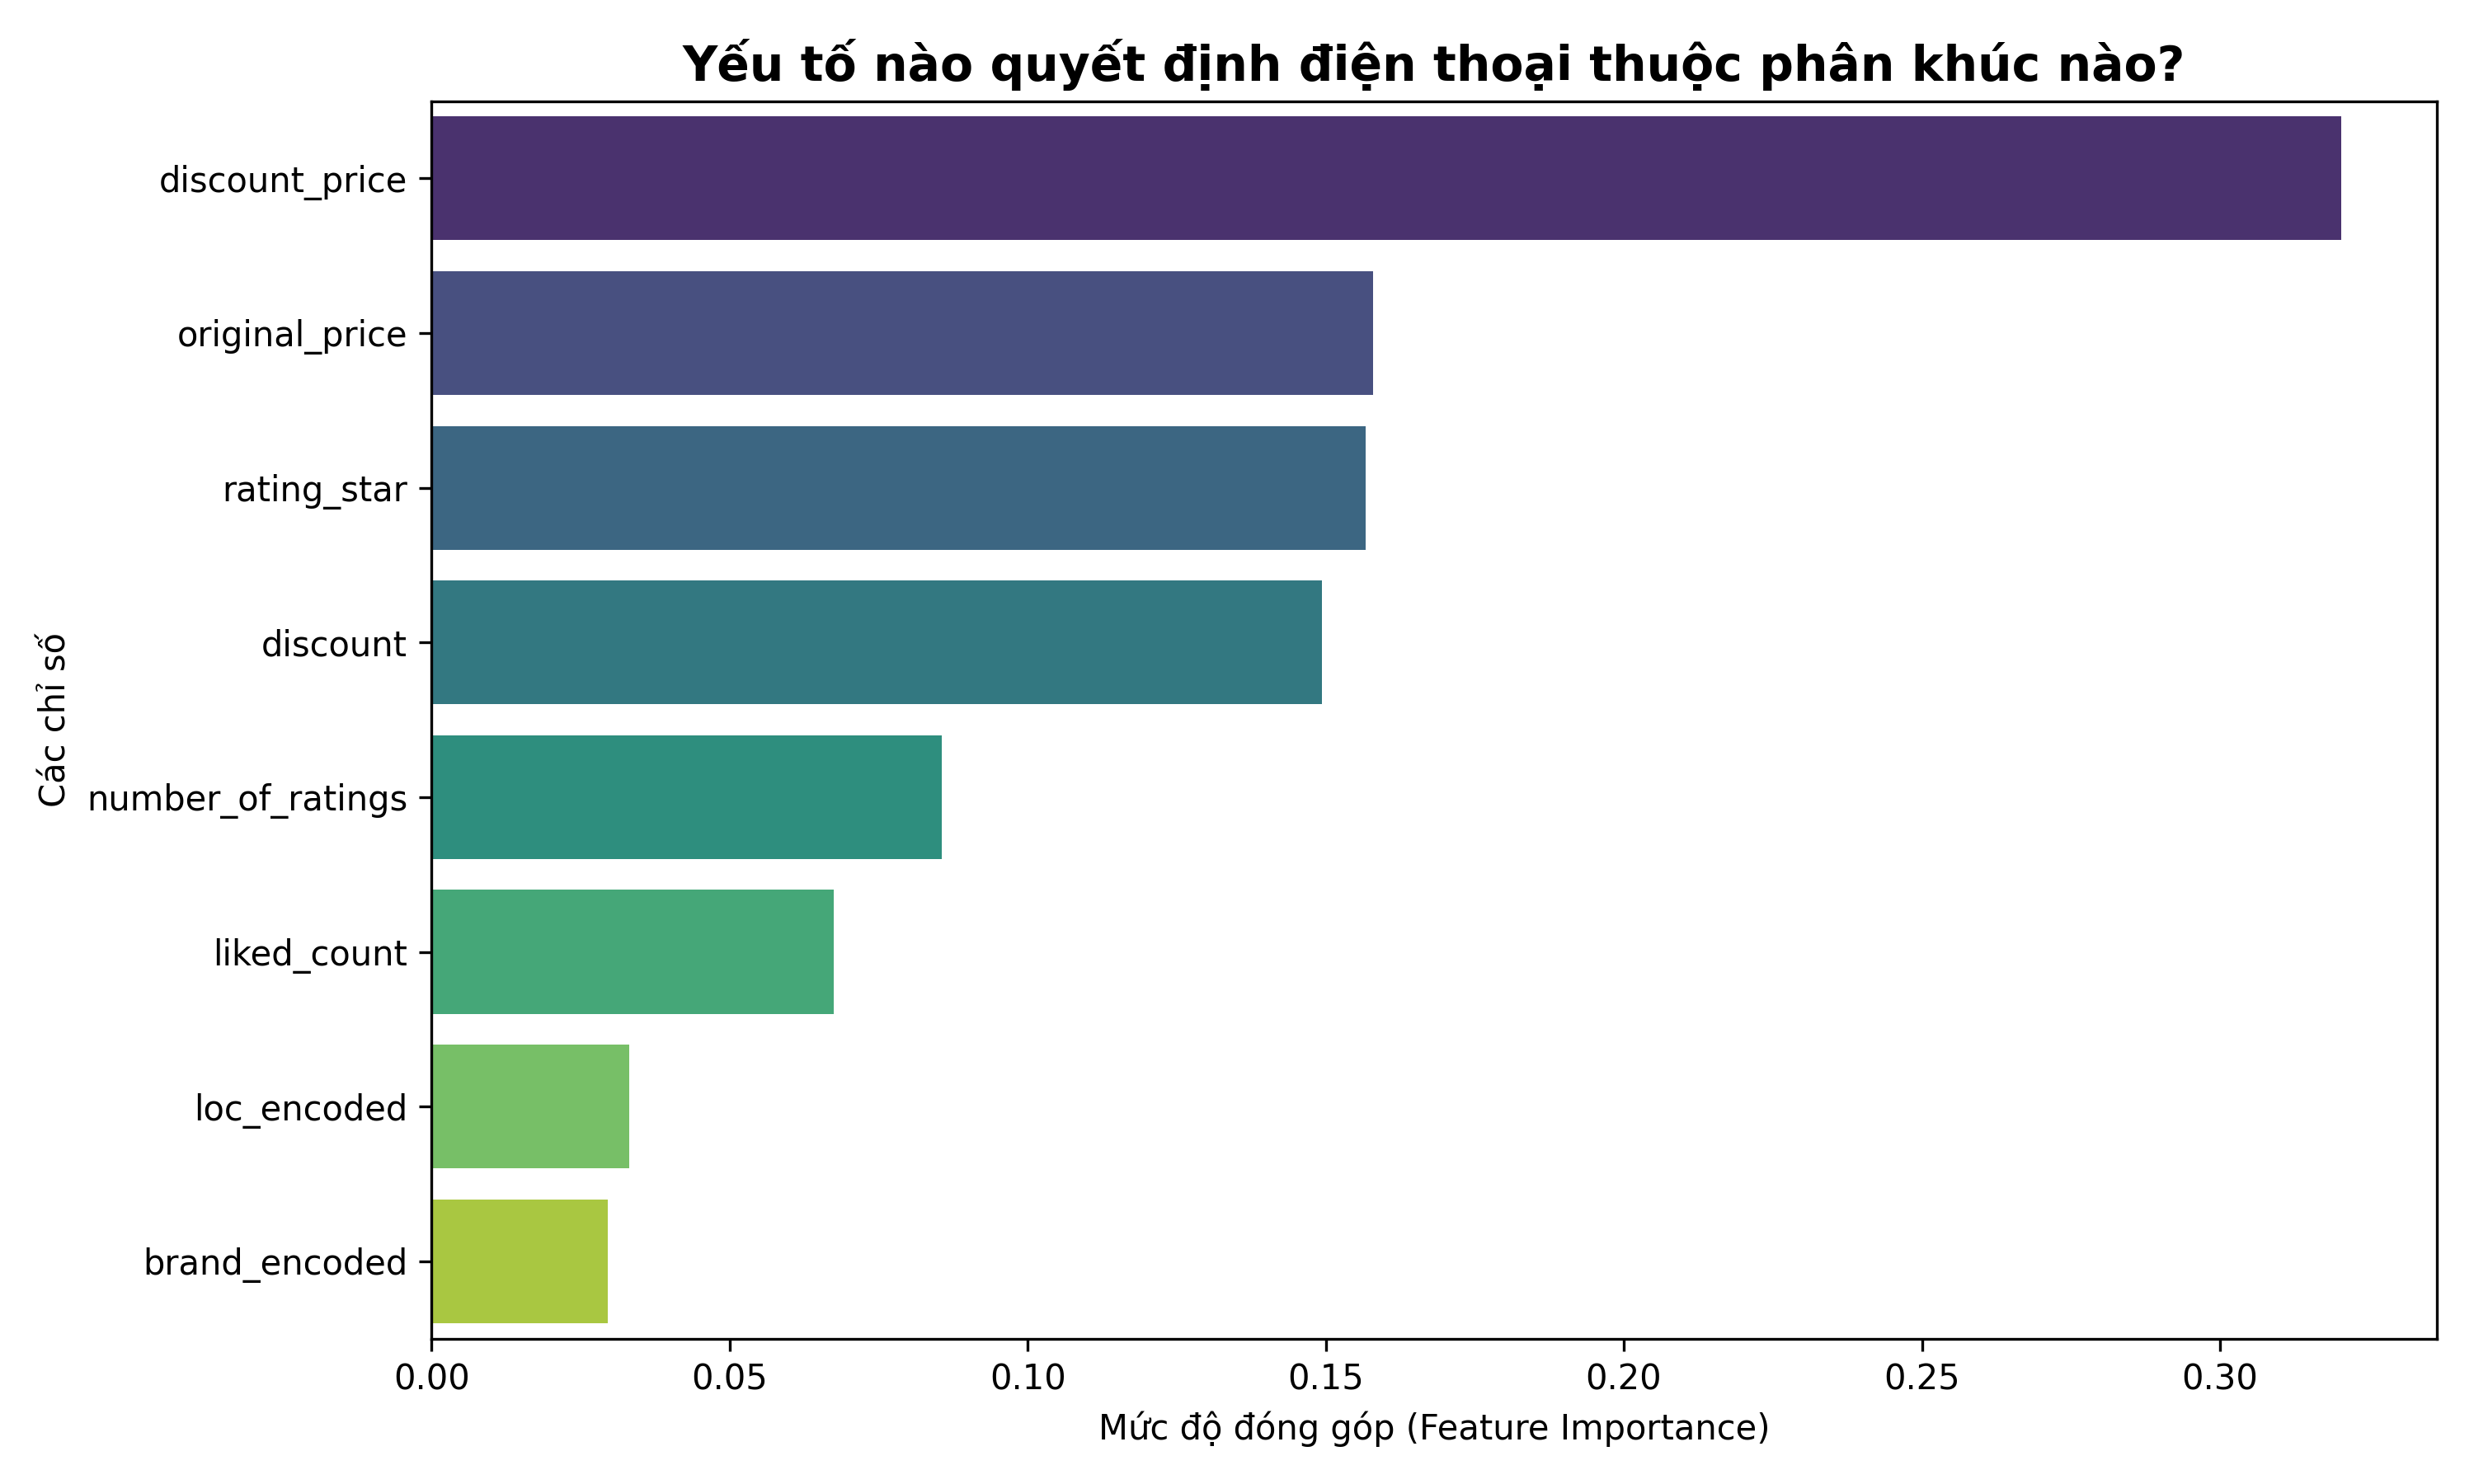 Yếu tố nào quyết định điện thoại thuộc phân khúc nào?
discount_price
original_price
rating_star
discount
number_of_ratings
liked_count
loc_encoded
brand_encoded
Các chỉ số
0.00 0.05 0.10 0.15 0.20 0.25 0.30
Mức độ đóng góp (Feature Importance)